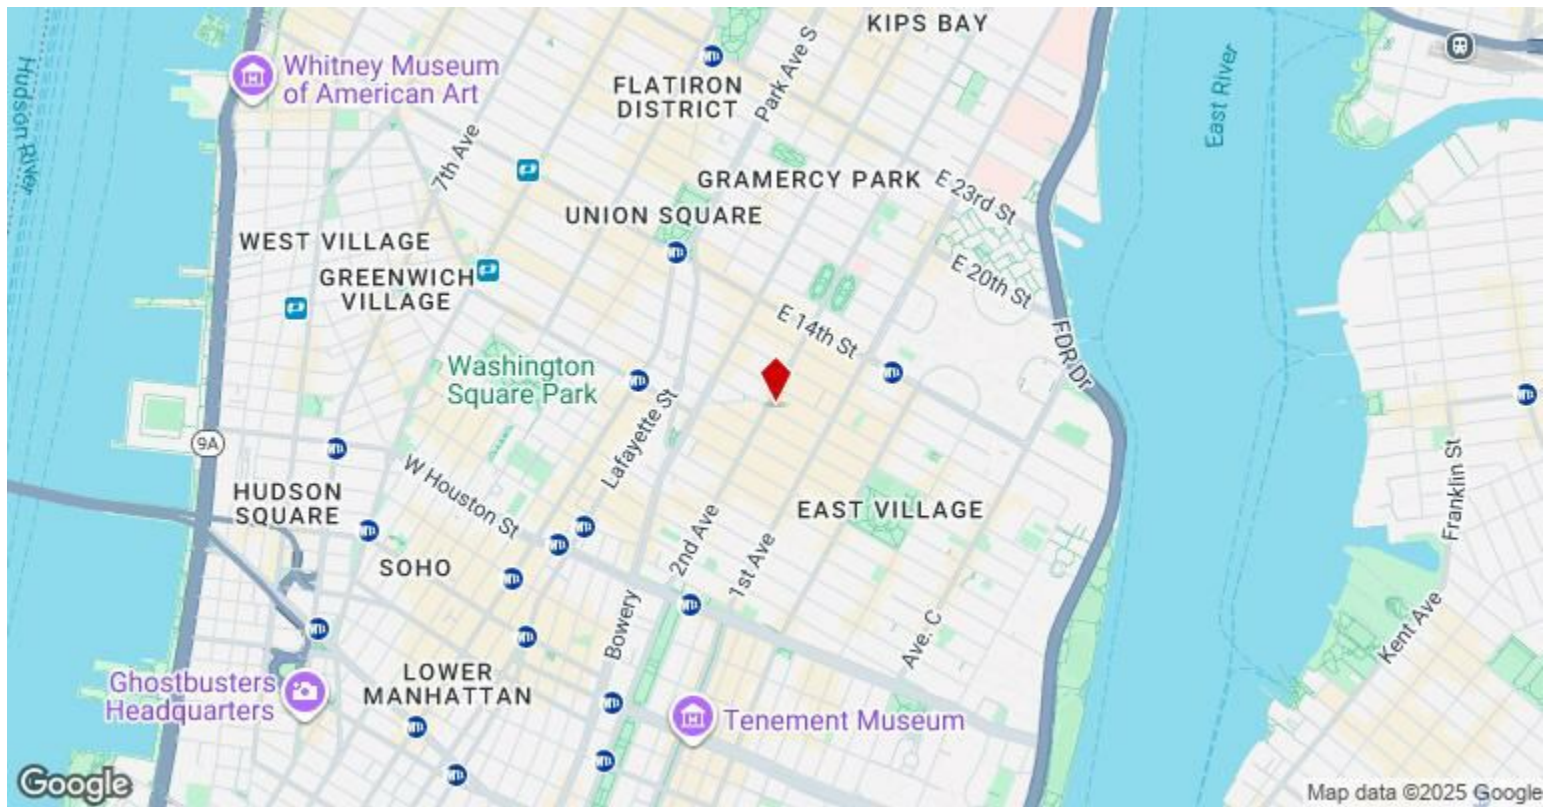 KIPS BAY
Whitney Museum
of American Art
FLATIRON
DISTRICT
Park Ave S
East River
Hudson River
7th Ave
GRAMERCY PARK
E 23rd St
UNION SQUARE
WEST VILLAGE
GREENWICH
VILLAGE
E 20th St
E 14th St
FDR Dr
Washington
Square Park
Lafayette St
9A
W Houston St
HUDSON
SQUARE
EAST VILLAGE
Franklin St
2nd Ave
1st Ave
SOHO
Bowery
Ave. C
Kent Ave
LOWER
MANHATTAN
Ghostbusters
Headquarters
Tenement Museum
Google
Map data ©2025 Google